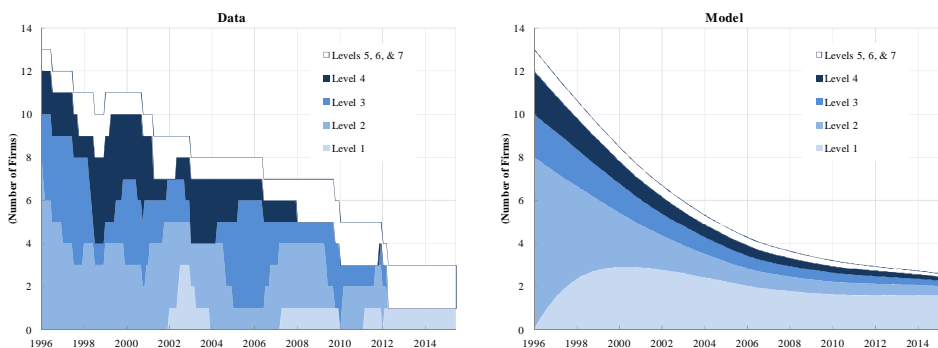 Data
(Number of Firms)
14
12
10
8
6
4
2
0
Levels 5, 6, & 7
Level 4
Level 3
Level 2
Level 1
1996 1998 2000 2002 2004 2006 2008 2010 2012 2014
Model
(Number of Firms)
14
12
10
8
6
4
2
0
Levels 5, 6, & 7
Level 4
Level 3
Level 2
Level 1
1996 1998 2000 2002 2004 2006 2008 2010 2012 2014